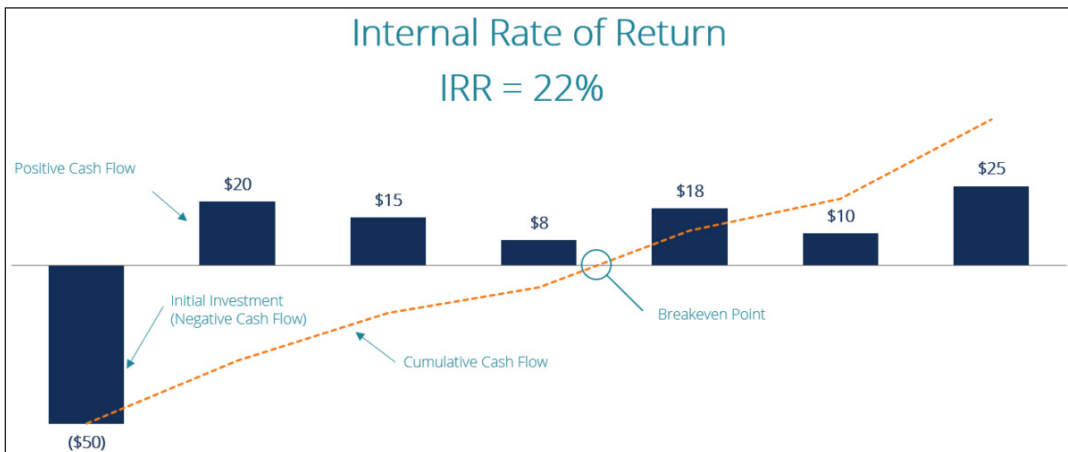 Internal Rate of Return
IRR = 22%
Positive Cash Flow
$20
$15
$8
$18
$10
$25
Initial Investment
(Negative Cash Flow)
Breakeven Point
Cumulative Cash Flow
($50)